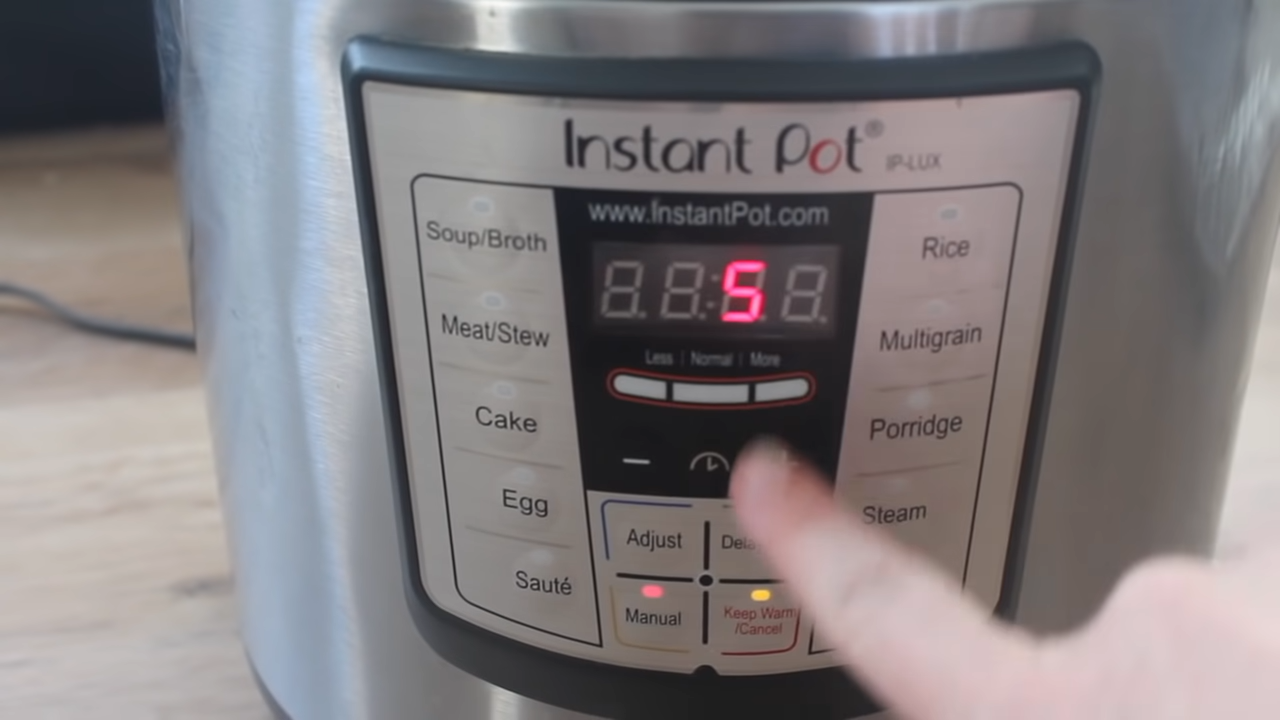 Instant Pot® IP-LUX
www.InstantPot.com
Soup/Broth
Meat/Stew
Cake
Egg
Sauté
5
Less | Normal | More
Adjust
Manual
Keep Warm
/Cancel
Rice
Multigrain
Porridge
Steam